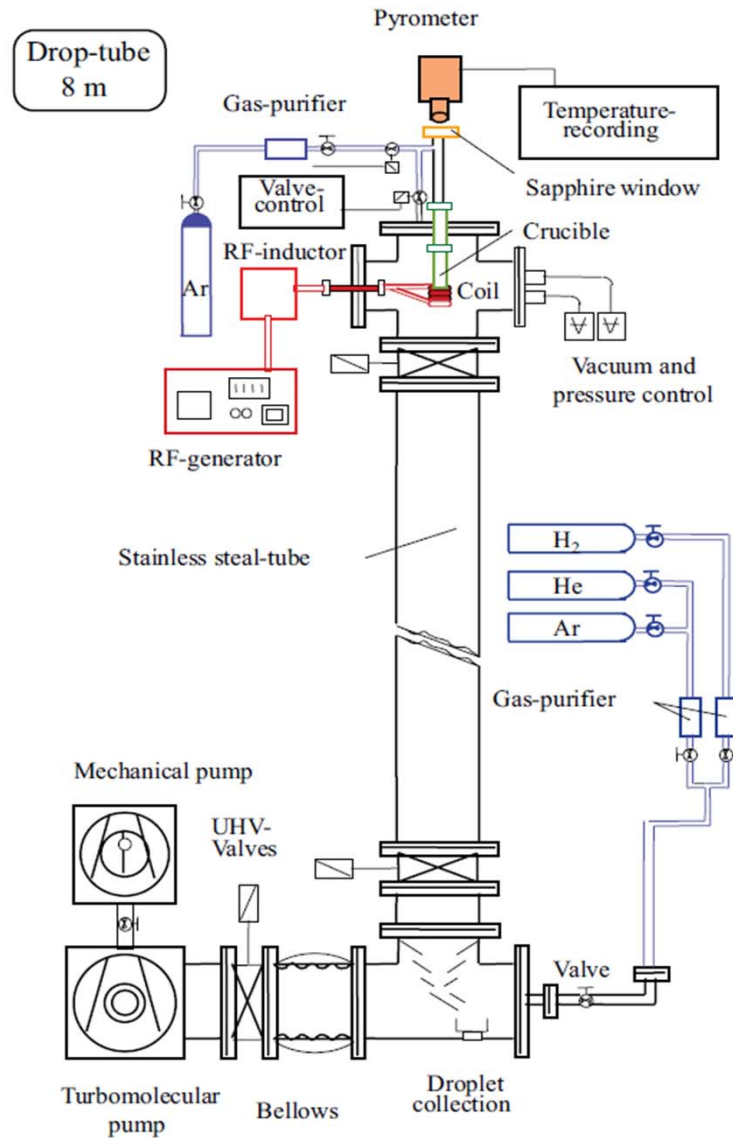 Pyrometer
Drop-tube
8 m
Gas-purifier
Temperature-
recording
Valve-
control
Sapphire window
Crucible
RF-inductor
Ar
Coil
Vacuum and
pressure control
RF-generator
Stainless steal-tube
H₂
He
Ar
Gas-purifier
Mechanical pump
UHV-
Valves
Valve
Turbomolecular
pump
Bellows
Droplet
collection